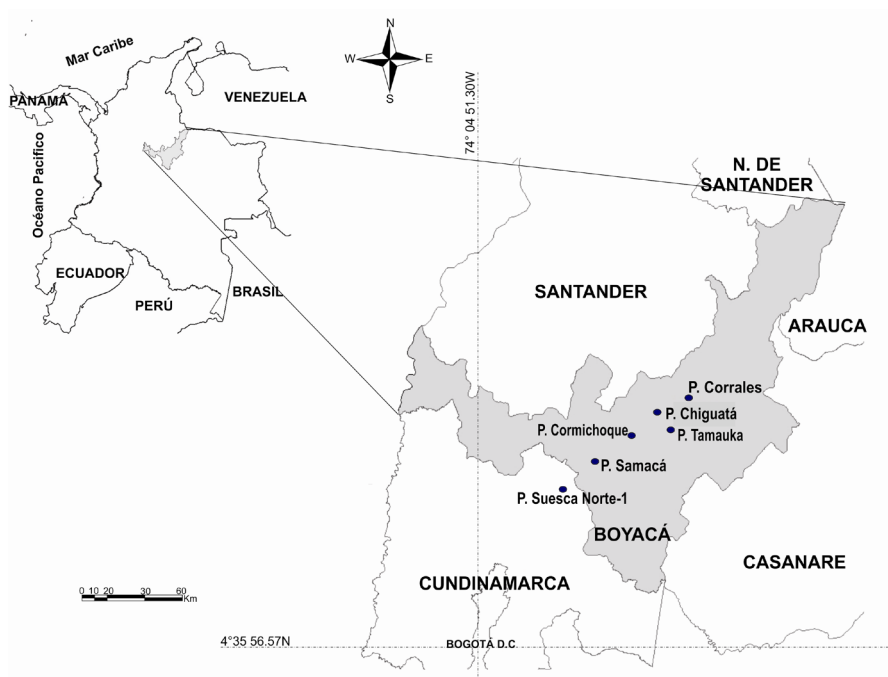 N
Mar Caribe
W
E
S
PANAMÁ
VENEZUELA
74° 04 51.30W
Océano Pacifico
N. DE
SANTANDER
ECUADOR
PERÚ
BRASIL
SANTANDER
ARAUCA
P. Corrales
P. Chiguatá
P. Cormichoque
P. Tamauka
P. Samacá
P. Suesca Norte-1
BOYACÁ
CASANARE
CUNDINAMARCA
0 10 20 30 60
Km
4°35 56.57N
BOGOTÁ D.C